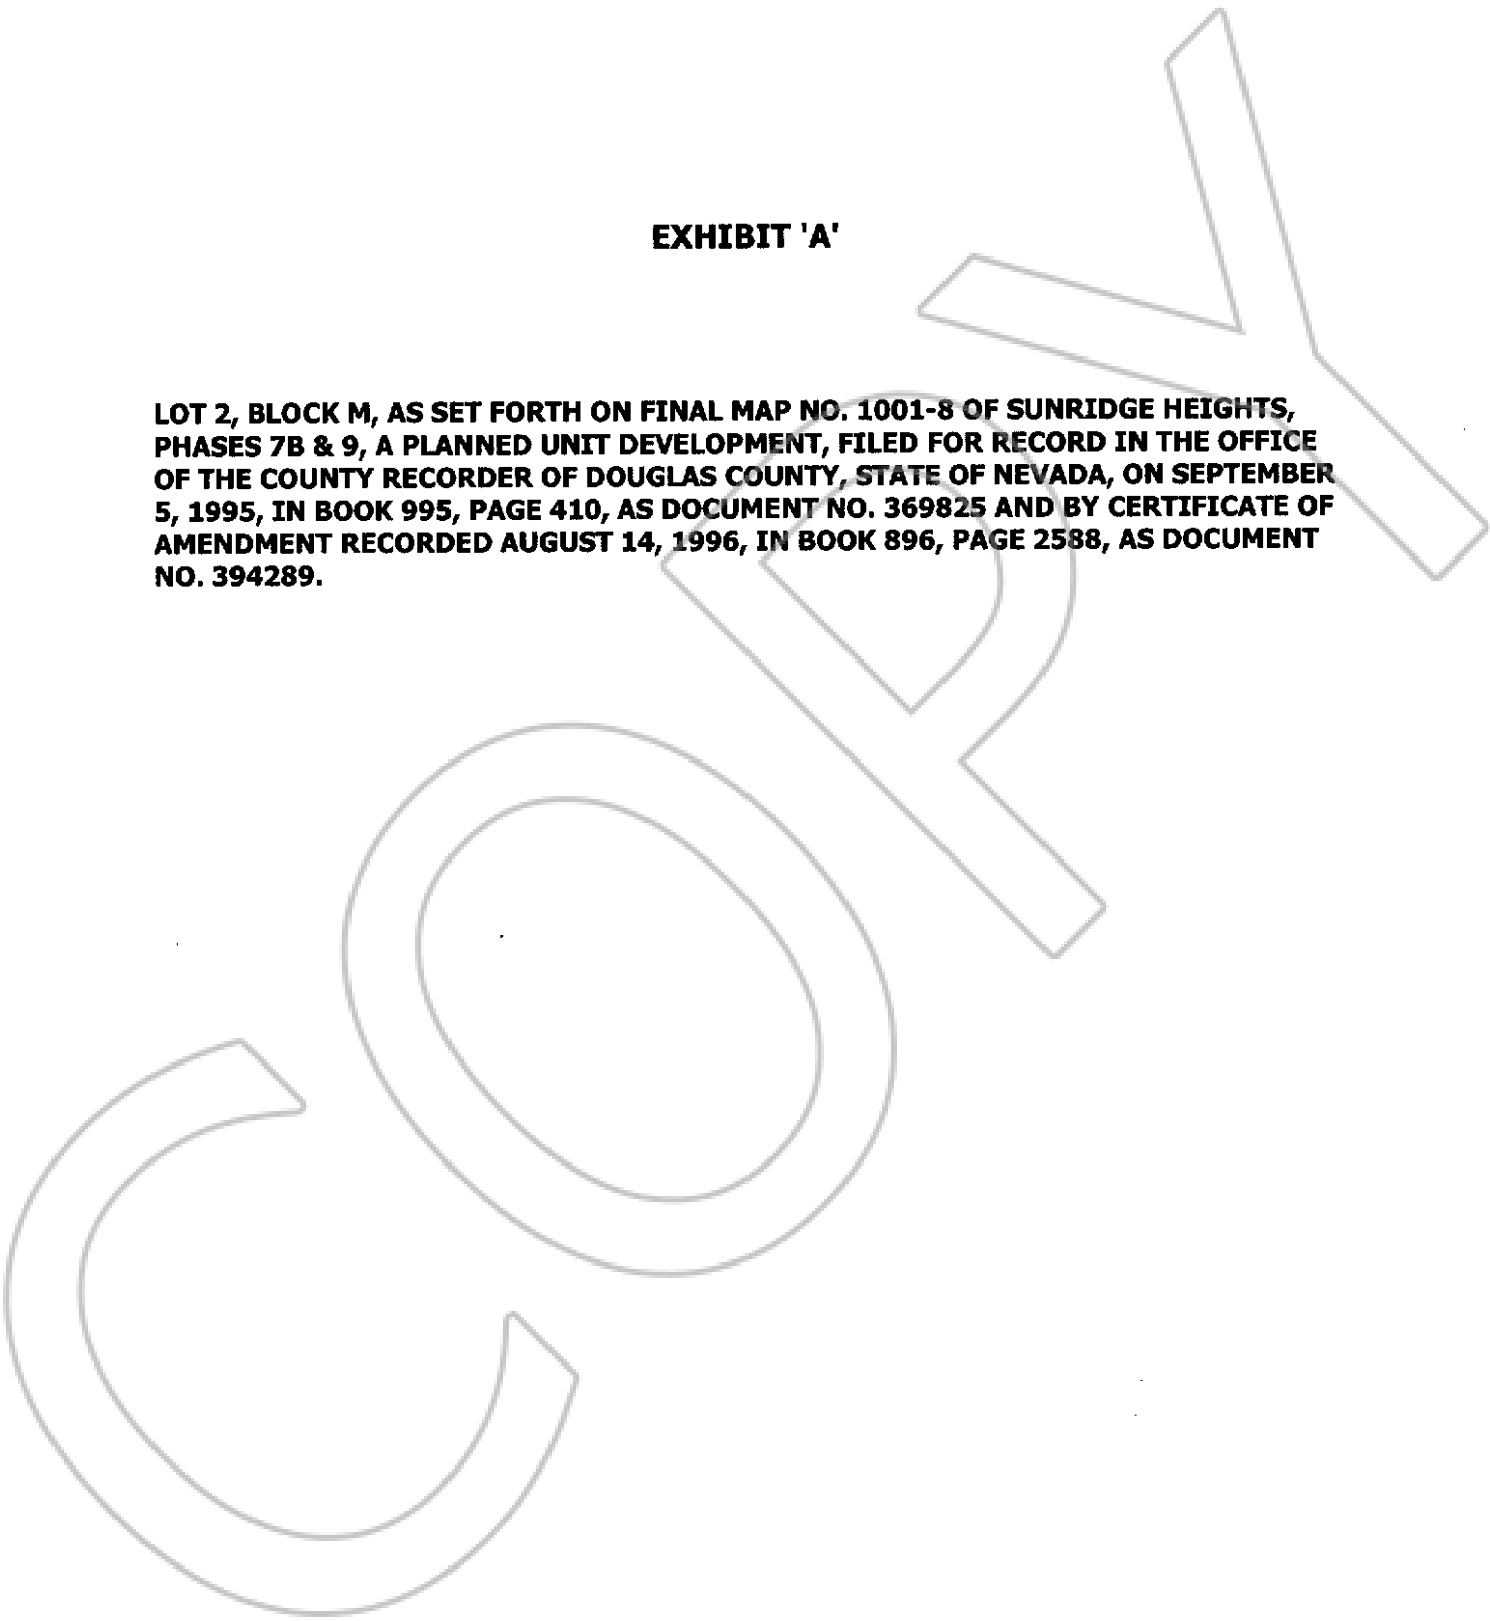 EXHIBIT 'A'
LOT 2, BLOCK M, AS SET FORTH ON FINAL MAP NO. 1001-8 OF SUNRIDGE HEIGHTS,
PHASES 7B & 9, A PLANNED UNIT DEVELOPMENT, FILED FOR RECORD IN THE OFFICE
OF THE COUNTY RECORDER OF DOUGLAS COUNTY, STATE OF NEVADA, ON SEPTEMBER
5, 1995, IN BOOK 995, PAGE 410, AS DOCUMENT NO. 369825 AND BY CERTIFICATE OF
AMENDMENT RECORDED AUGUST 14, 1996, IN BOOK 896, PAGE 2588, AS DOCUMENT
NO. 394289.
COPY